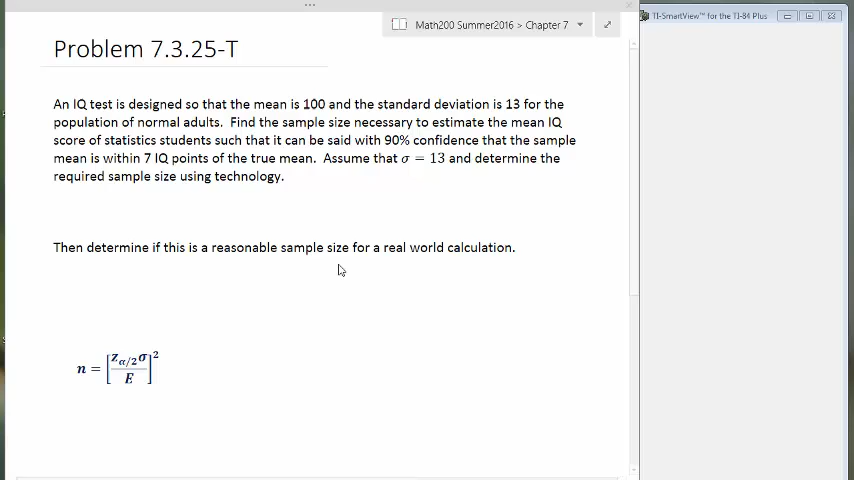 Math200 Summer2016 > Chapter 7
TI-SmartView™ for the TI-84 Plus
Problem 7.3.25-T
An IQ test is designed so that the mean is 100 and the standard deviation is 13 for the
population of normal adults. Find the sample size necessary to estimate the mean IQ
score of statistics students such that it can be said with 90% confidence that the sample
mean is within 7 IQ points of the true mean. Assume that σ = 13 and determine the
required sample size using technology.
Then determine if this is a reasonable sample size for a real world calculation.
n = [z_{α/2}σ / E]^2